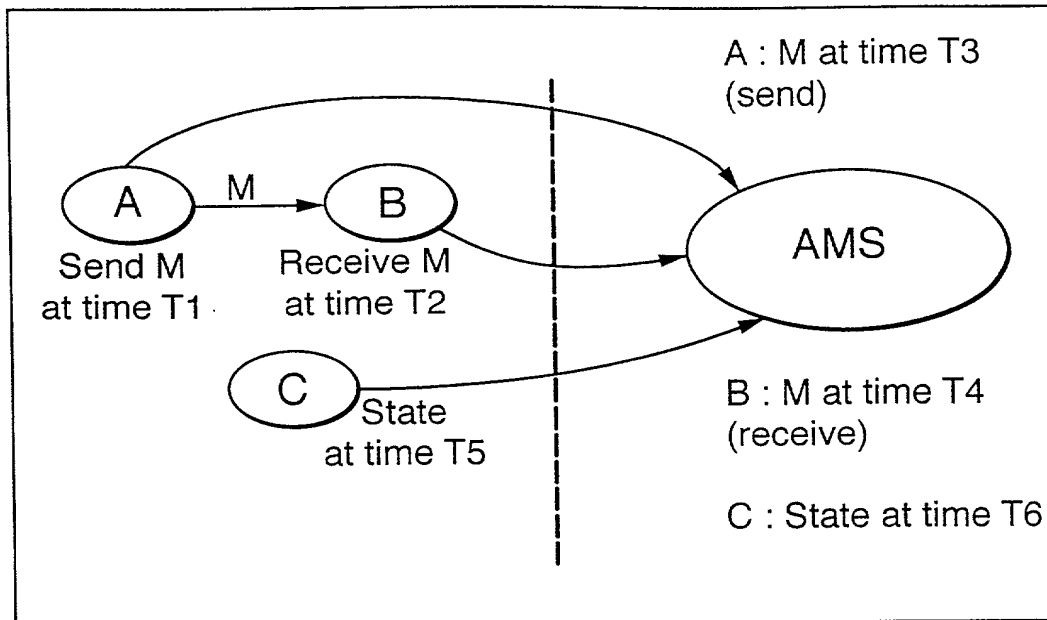 A : M at time T3
(send)
A
M
B
AMS
Send M
at time T1
Receive M
at time T2
C
State
at time T5
B : M at time T4
(receive)
C : State at time T6